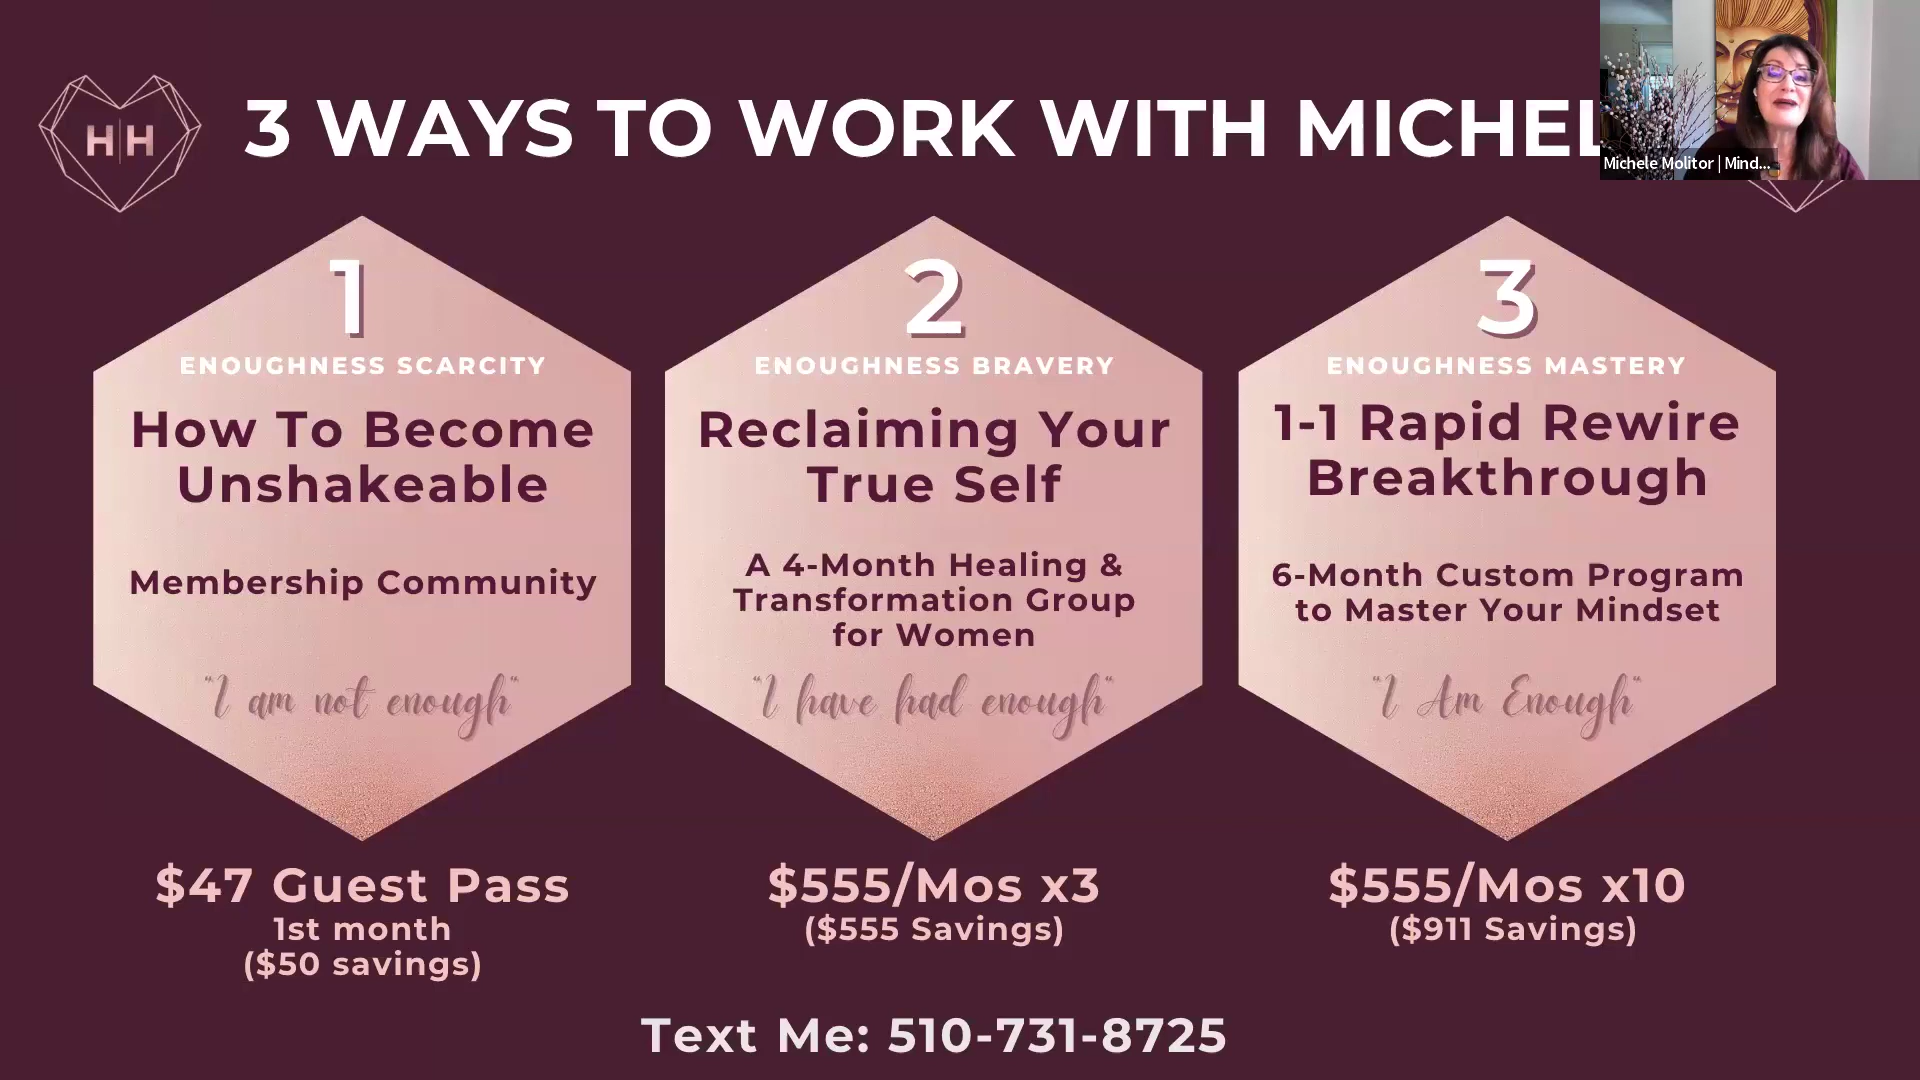 H|H
3 WAYS TO WORK WITH MICHEL
Michele Molitor | Mind...
1
ENOUGHNESS SCARCITY
How To Become
Unshakeable
Membership Community
"I am not enough"
$47 Guest Pass
1st month
($50 savings)
2
ENOUGHNESS BRAVERY
Reclaiming Your
True Self
A 4-Month Healing &
Transformation Group
for Women
"I have had enough"
$555/Mos x3
($555 Savings)
3
ENOUGHNESS MASTERY
1-1 Rapid Rewire
Breakthrough
6-Month Custom Program
to Master Your Mindset
"I Am Enough"
$555/Mos x10
($911 Savings)
Text Me: 510-731-8725